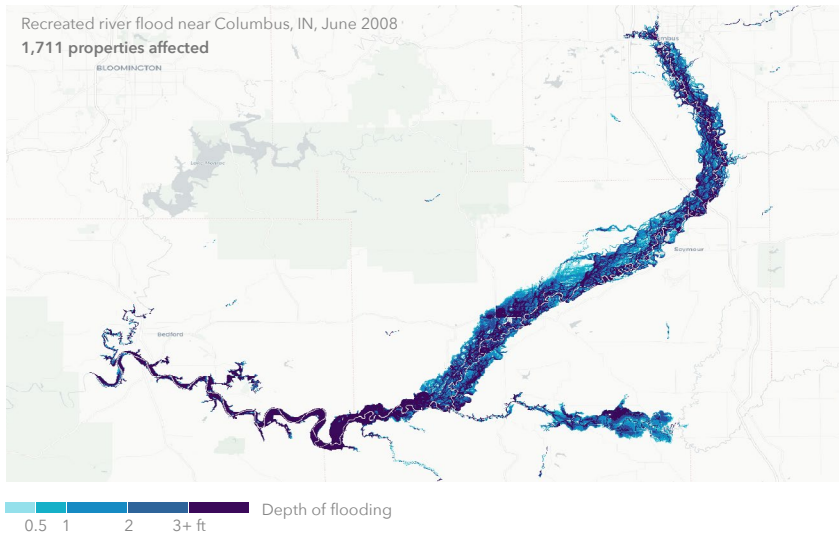 Recreated river flood near Columbus, IN, June 2008
1,711 properties affected
BLOOMINGTON
Seymour
Bedford
0.5 1 2 3+ ft
Depth of flooding